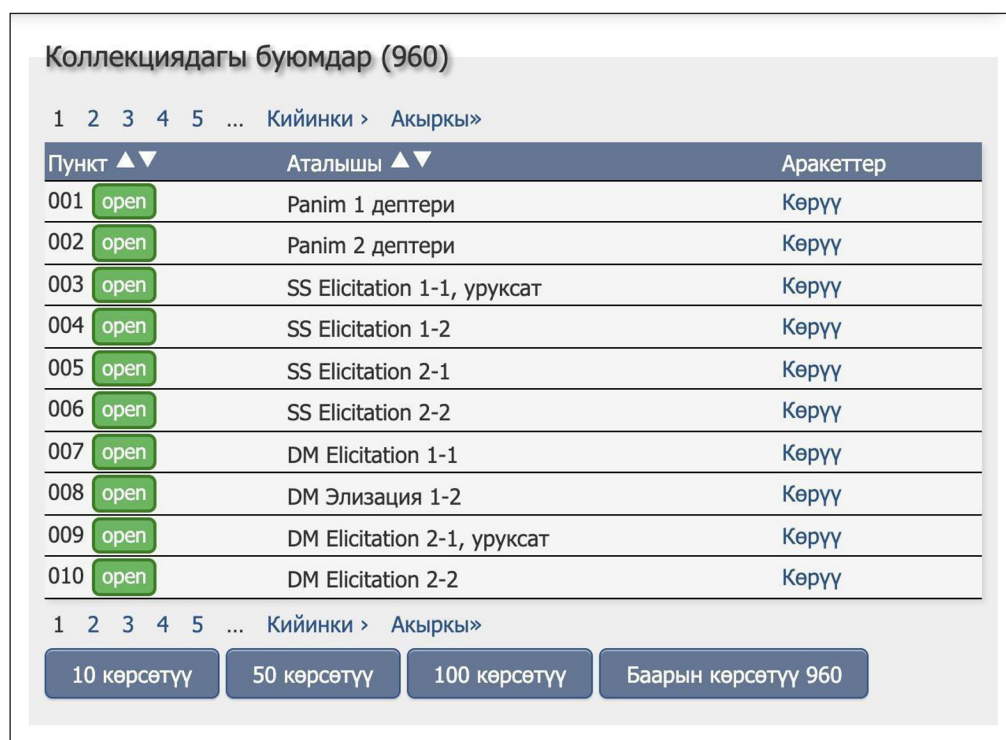 Коллекциядагы буюмдар (960)
1 2 3 4 5 ... Кийинки › Акыркы»
Пункт ▲▼ Аталышы ▲▼ Аракеттер
001 open Panim 1 дептери Көрүү
002 open Panim 2 дептери Көрүү
003 open SS Elicitation 1-1, уруксат Көрүү
004 open SS Elicitation 1-2 Көрүү
005 open SS Elicitation 2-1 Көрүү
006 open SS Elicitation 2-2 Көрүү
007 open DM Elicitation 1-1 Көрүү
008 open DM Элизация 1-2 Көрүү
009 open DM Elicitation 2-1, уруксат Көрүү
010 open DM Elicitation 2-2 Көрүү
1 2 3 4 5 ... Кийинки › Акыркы»
10 көрсөтүү 50 көрсөтүү 100 көрсөтүү Баарын көрсөтүү 960